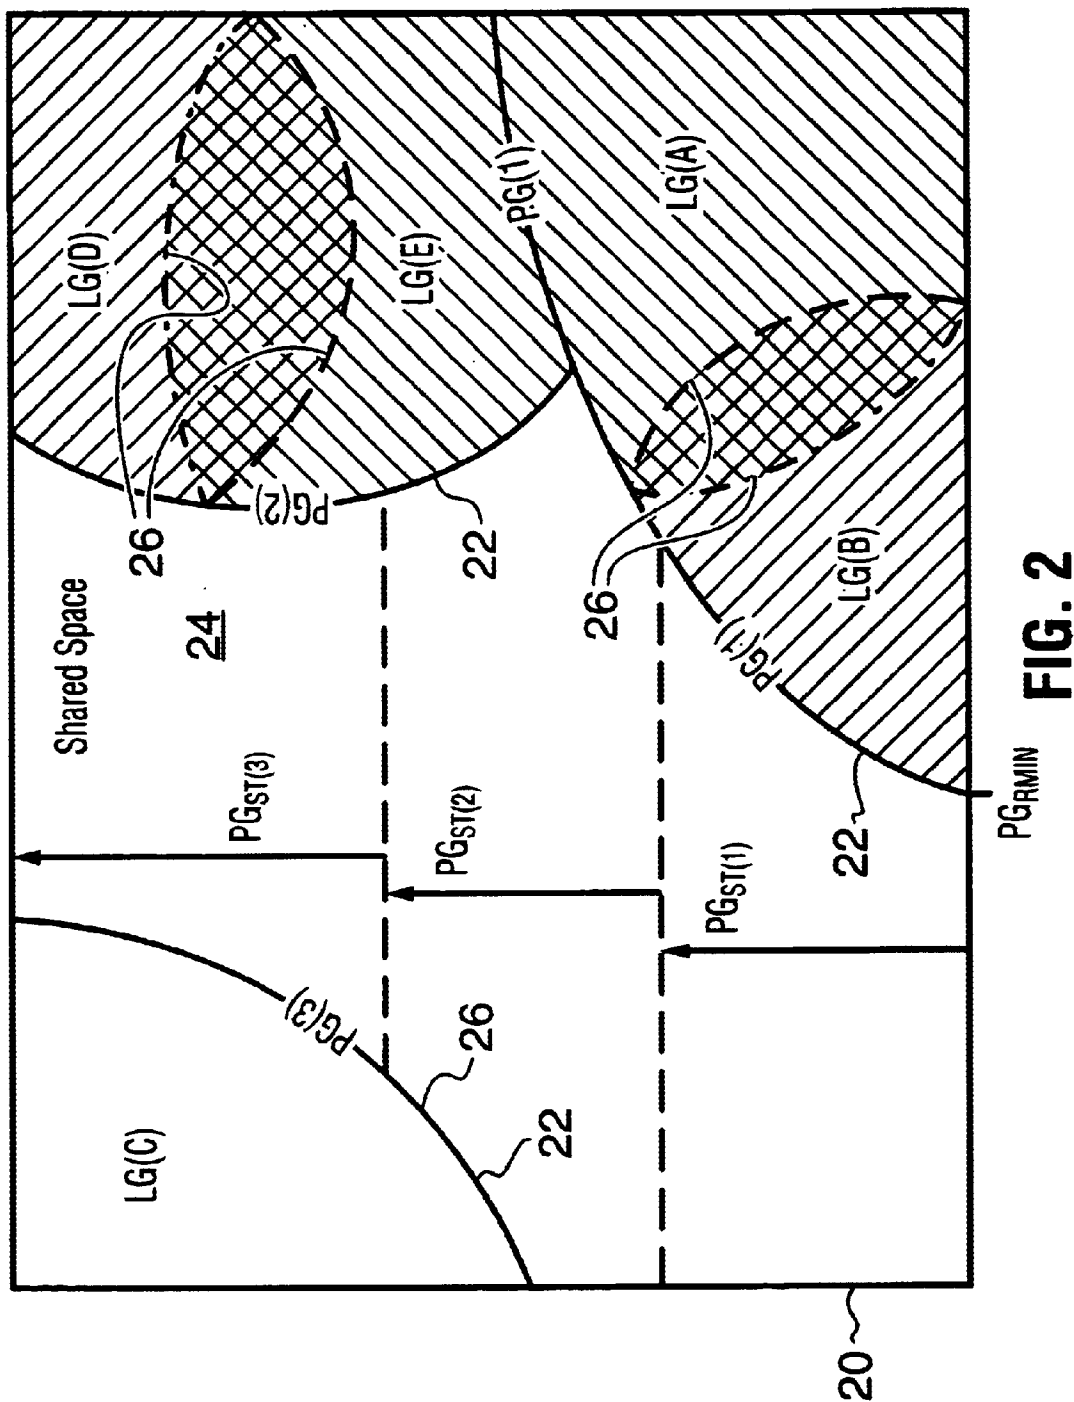 LG(C)
PG(3)
26
22
PG_ST(3)
PG_ST(2)
PG_ST(1)
Shared Space
24
22
PG_RMIN
PG(1)
LG(B)
26
26
22
PG(2)
LG(D)
LG(E)
PG(1)
LG(A)
20
FIG. 2